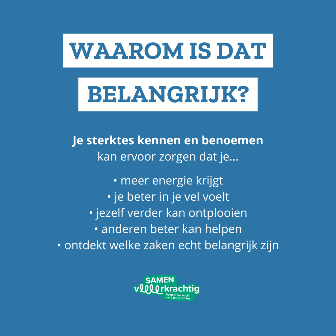 WAAROM IS DAT
BELANGRIJK?
Je sterktes kennen en benoemen
kan ervoor zorgen dat je...
• meer energie krijgt
• je beter in je vel voelt
• jezelf verder kan ontplooien
• anderen beter kan helpen
• ontdekt welke zaken echt belangrijk zijn
SAMEN